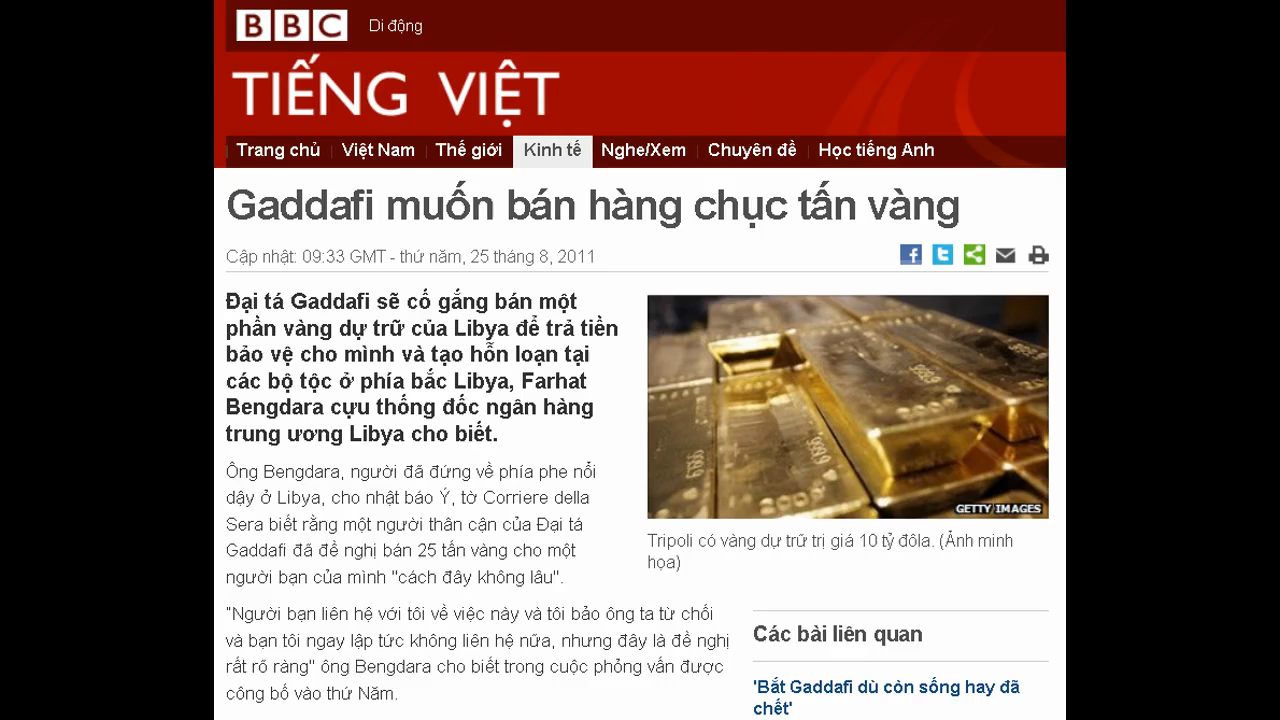 BBC Di động
TIẾNG VIỆT
Trang chủ Việt Nam Thế giới Kinh tế Nghe/Xem Chuyên đề Học tiếng Anh
Gaddafi muốn bán hàng chục tấn vàng
Cập nhật: 09:33 GMT - thứ năm, 25 tháng 8, 2011
Đại tá Gaddafi sẽ cố gắng bán một
phần vàng dự trữ của Libya để trả tiền
bảo vệ cho mình và tạo hỗn loạn tại
các bộ tộc ở phía bắc Libya, Farhat
Bengdara cựu thống đốc ngân hàng
trung ương Libya cho biết.
Ông Bengdara, người đã đứng về phía phe nổi
dậy ở Libya, cho nhật báo Ý, tờ Corriere della
Sera biết rằng một người thân cận của Đại tá
Gaddafi đã đề nghị bán 25 tấn vàng cho một
người bạn của mình "cách đây không lâu".
"Người bạn liên hệ với tôi về việc này và tôi bảo ông ta từ chối
và bạn tôi ngay lập tức không liên hệ nữa, nhưng đây là đề nghị
rất rõ ràng" ông Bengdara cho biết trong cuộc phỏng vấn được
công bố vào thứ Năm.
999.9
999.9
GETTY IMAGES
Tripoli có vàng dự trữ trị giá 10 tỷ đôla. (Ảnh minh
họa)
Các bài liên quan
'Bắt Gaddafi dù còn sống hay đã
chết'